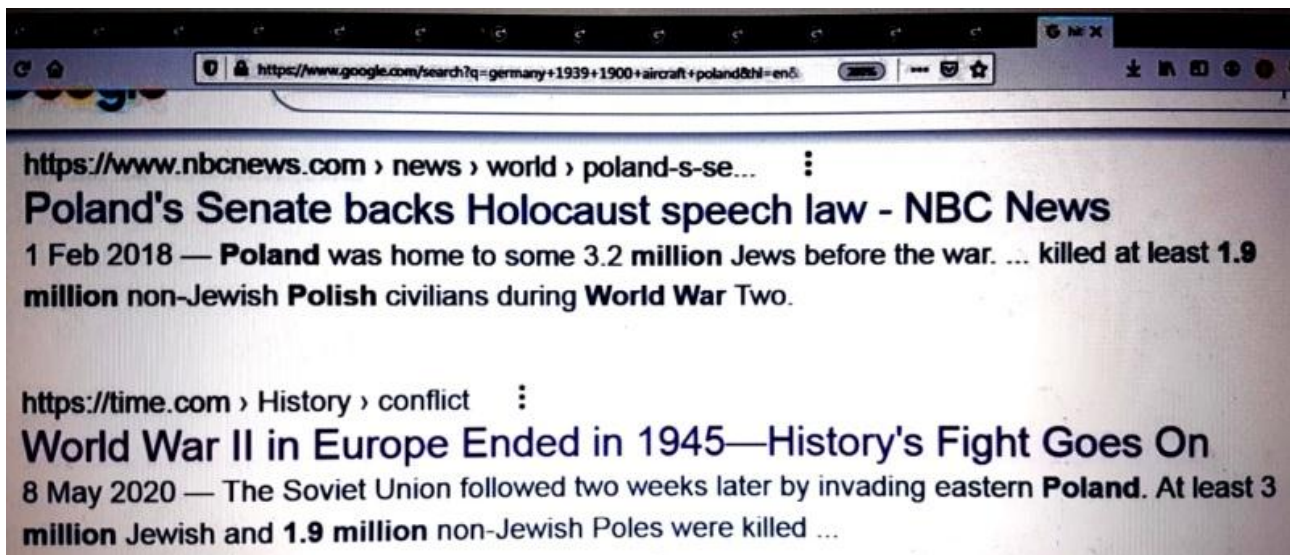 https://www.google.com/search?q=germany+1939+1900+aircraft+poland&hl=en&
https://www.nbcnews.com › news › world › poland-s-se...
Poland's Senate backs Holocaust speech law - NBC News
1 Feb 2018 — Poland was home to some 3.2 million Jews before the war. ... killed at least 1.9
million non-Jewish Polish civilians during World War Two.
https://time.com › History › conflict
World War II in Europe Ended in 1945—History's Fight Goes On
8 May 2020 — The Soviet Union followed two weeks later by invading eastern Poland. At least 3
million Jewish and 1.9 million non-Jewish Poles were killed ...